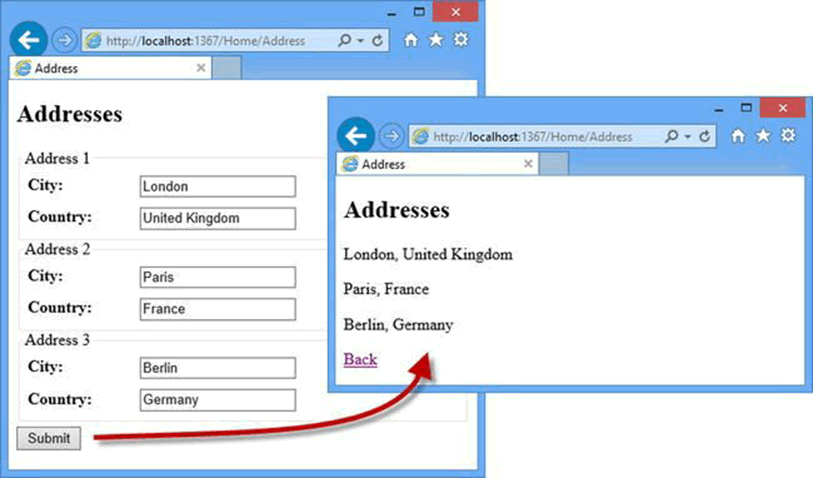 http://localhost:1367/Home/Address
Address
Addresses
Address 1
City: London
Country: United Kingdom
Address 2
City: Paris
Country: France
Address 3
City: Berlin
Country: Germany
Submit
http://localhost:1367/Home/Address
Address
Addresses
London, United Kingdom
Paris, France
Berlin, Germany
Back